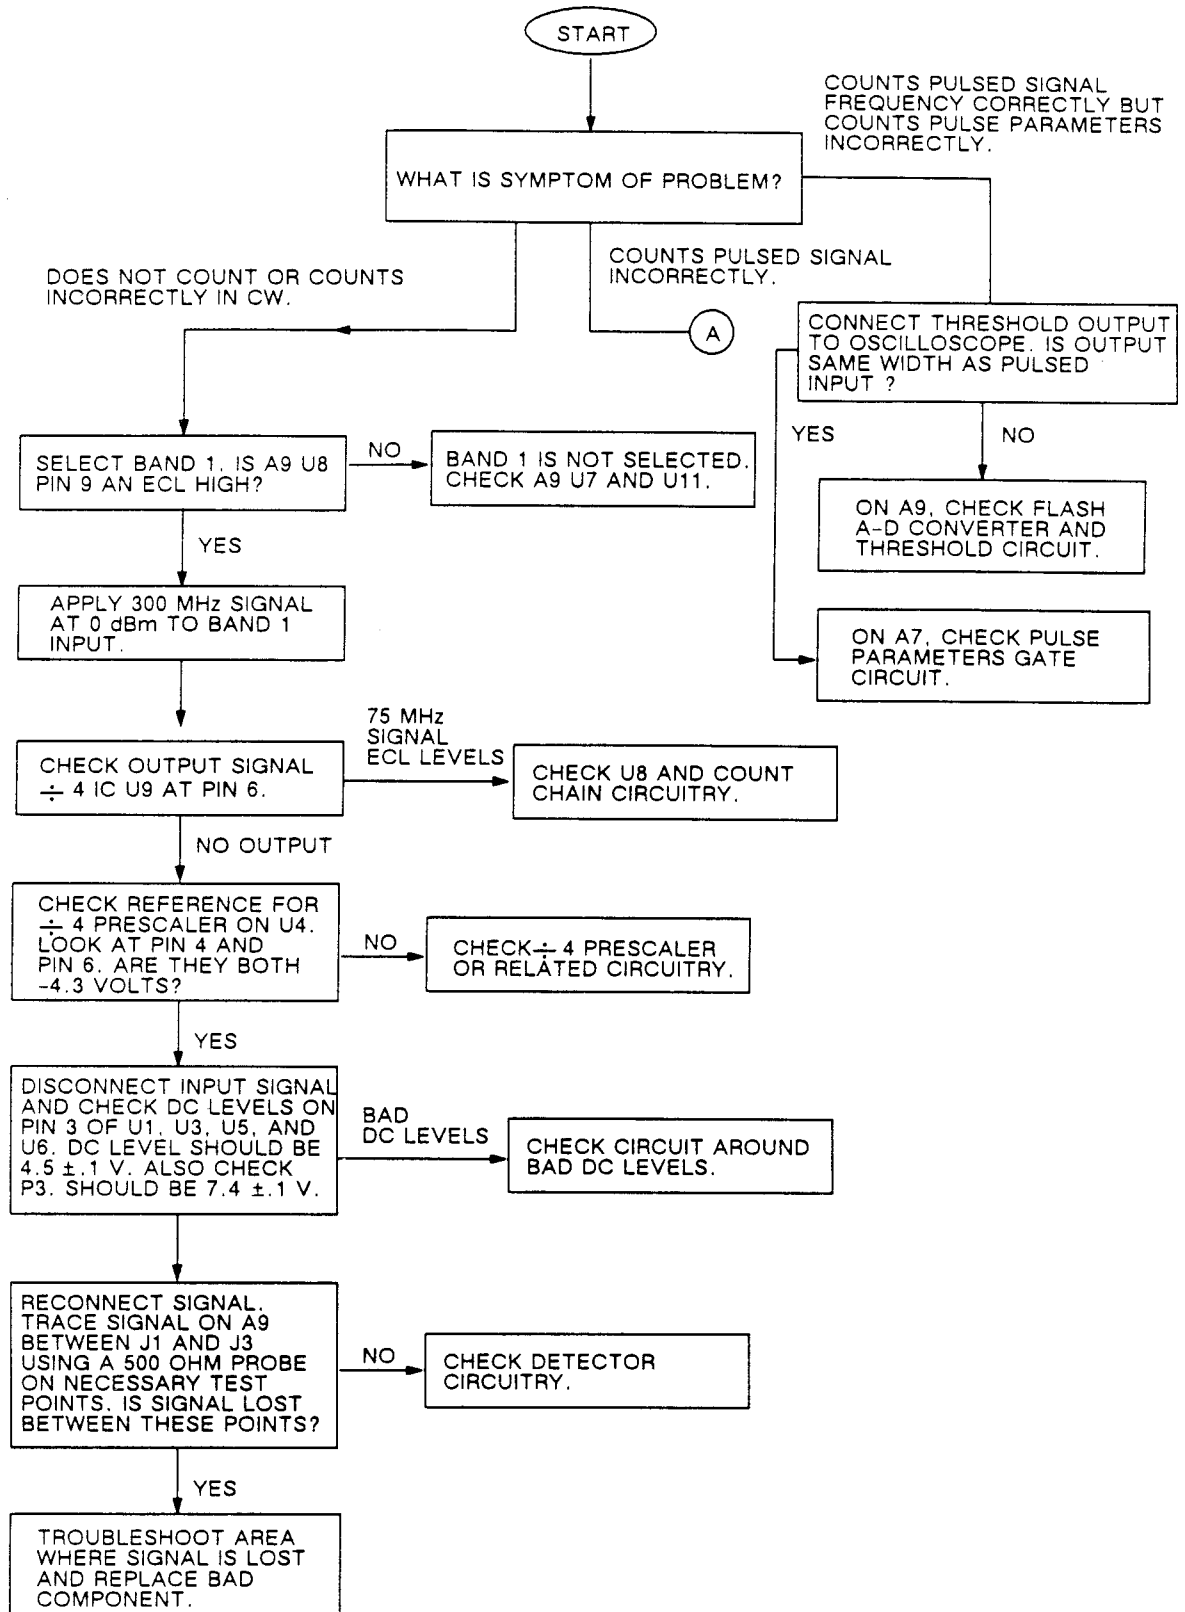 START
COUNTS PULSED SIGNAL
FREQUENCY CORRECTLY BUT
COUNTS PULSE PARAMETERS
INCORRECTLY.
WHAT IS SYMPTOM OF PROBLEM?
DOES NOT COUNT OR COUNTS
INCORRECTLY IN CW.
COUNTS PULSED SIGNAL
INCORRECTLY.
A
CONNECT THRESHOLD OUTPUT
TO OSCILLOSCOPE. IS OUTPUT
SAME WIDTH AS PULSED
INPUT ?
YES
NO
SELECT BAND 1. IS A9 U8
PIN 9 AN ECL HIGH?
NO
BAND 1 IS NOT SELECTED.
CHECK A9 U7 AND U11.
ON A9, CHECK FLASH
A-D CONVERTER AND
THRESHOLD CIRCUIT.
YES
APPLY 300 MHz SIGNAL
AT 0 dBm TO BAND 1
INPUT.
ON A7, CHECK PULSE
PARAMETERS GATE
CIRCUIT.
CHECK OUTPUT SIGNAL
÷ 4 IC U9 AT PIN 6.
75 MHz
SIGNAL
ECL LEVELS
CHECK U8 AND COUNT
CHAIN CIRCUITRY.
NO OUTPUT
CHECK REFERENCE FOR
÷ 4 PRESCALER ON U4.
LOOK AT PIN 4 AND
PIN 6. ARE THEY BOTH
-4.3 VOLTS?
NO
CHECK ÷ 4 PRESCALER
OR RELATED CIRCUITRY.
YES
DISCONNECT INPUT SIGNAL
AND CHECK DC LEVELS ON
PIN 3 OF U1, U3, U5, AND
U6. DC LEVEL SHOULD BE
4.5 ±.1 V. ALSO CHECK
P3. SHOULD BE 7.4 ±.1 V.
BAD
DC LEVELS
CHECK CIRCUIT AROUND
BAD DC LEVELS.
RECONNECT SIGNAL.
TRACE SIGNAL ON A9
BETWEEN J1 AND J3
USING A 500 OHM PROBE
ON NECESSARY TEST
POINTS. IS SIGNAL LOST
BETWEEN THESE POINTS?
NO
CHECK DETECTOR
CIRCUITRY.
YES
TROUBLESHOOT AREA
WHERE SIGNAL IS LOST
AND REPLACE BAD
COMPONENT.